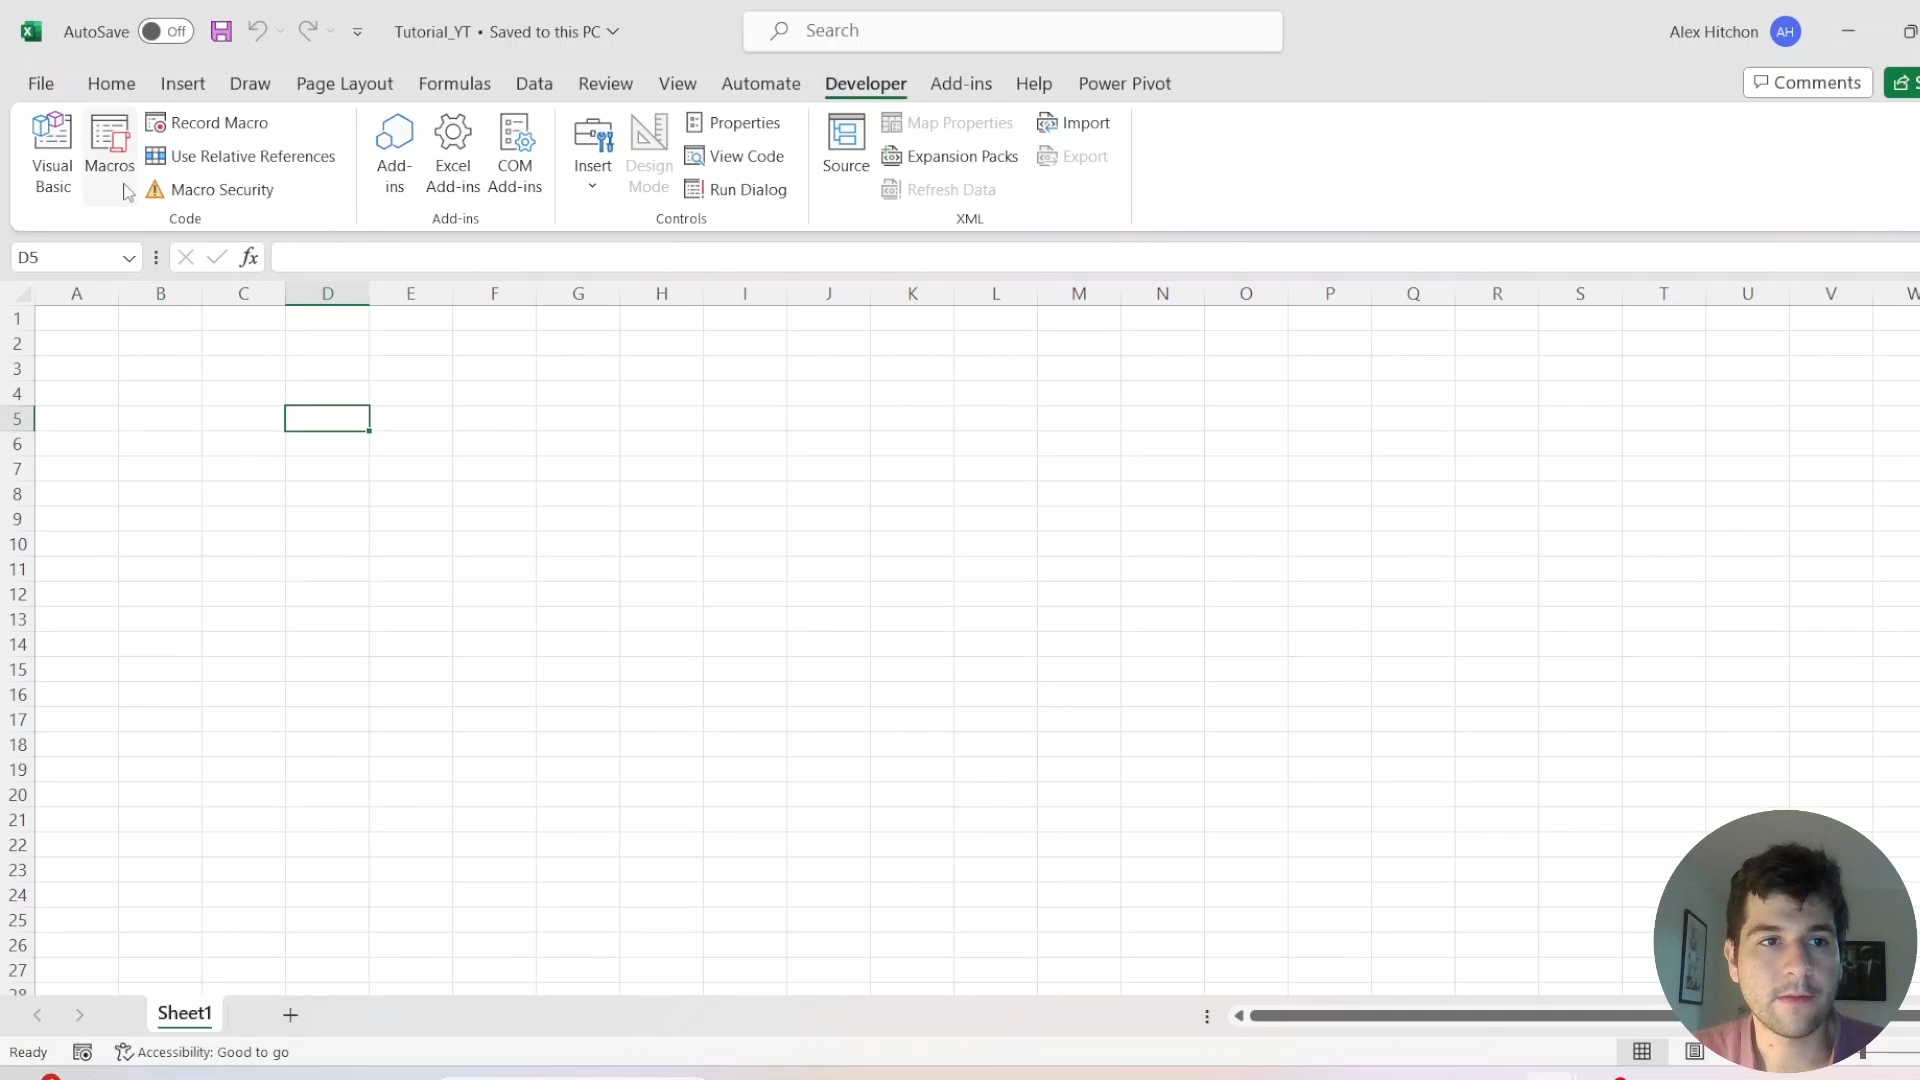 AutoSave Off Tutorial_YT • Saved to this PC Search Alex Hitchon AH
File Home Insert Draw Page Layout Formulas Data Review View Automate Developer Add-ins Help Power Pivot Comments
Visual Basic
Macros
Record Macro
Use Relative References
Macro Security
Code
Add-ins
Excel Add-ins
COM Add-ins
Add-ins
Insert
Design Mode
Properties
View Code
Run Dialog
Controls
Source
Map Properties
Expansion Packs
Refresh Data
Import
Export
XML
D5 fx
A B C D E F G H I J K L M N O P Q R S T U V W
1
2
3
4
5
6
7
8
9
10
11
12
13
14
15
16
17
18
19
20
21
22
23
24
25
26
27
28
Sheet1
Ready Accessibility: Good to go